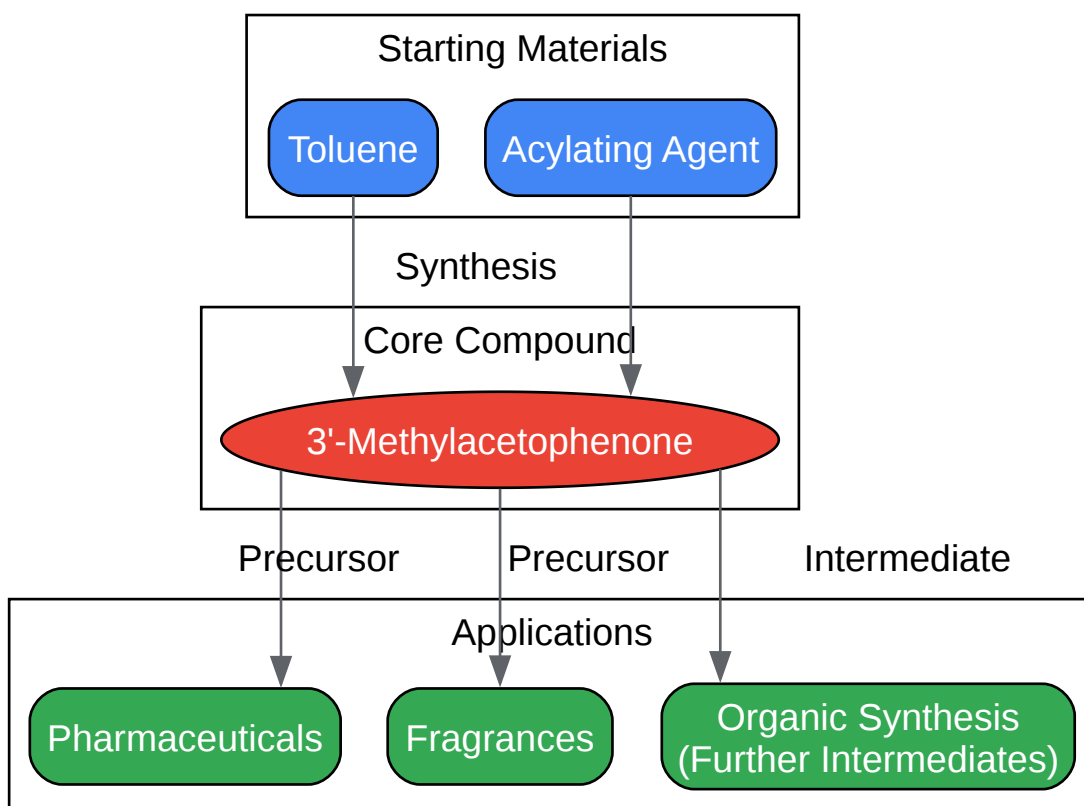 Starting Materials
Toluene
Acylating Agent
Synthesis
Core Compound
3'-Methylacetophenone
Precursor
Precursor
Intermediate
Applications
Pharmaceuticals
Fragrances
Organic Synthesis
(Further Intermediates)